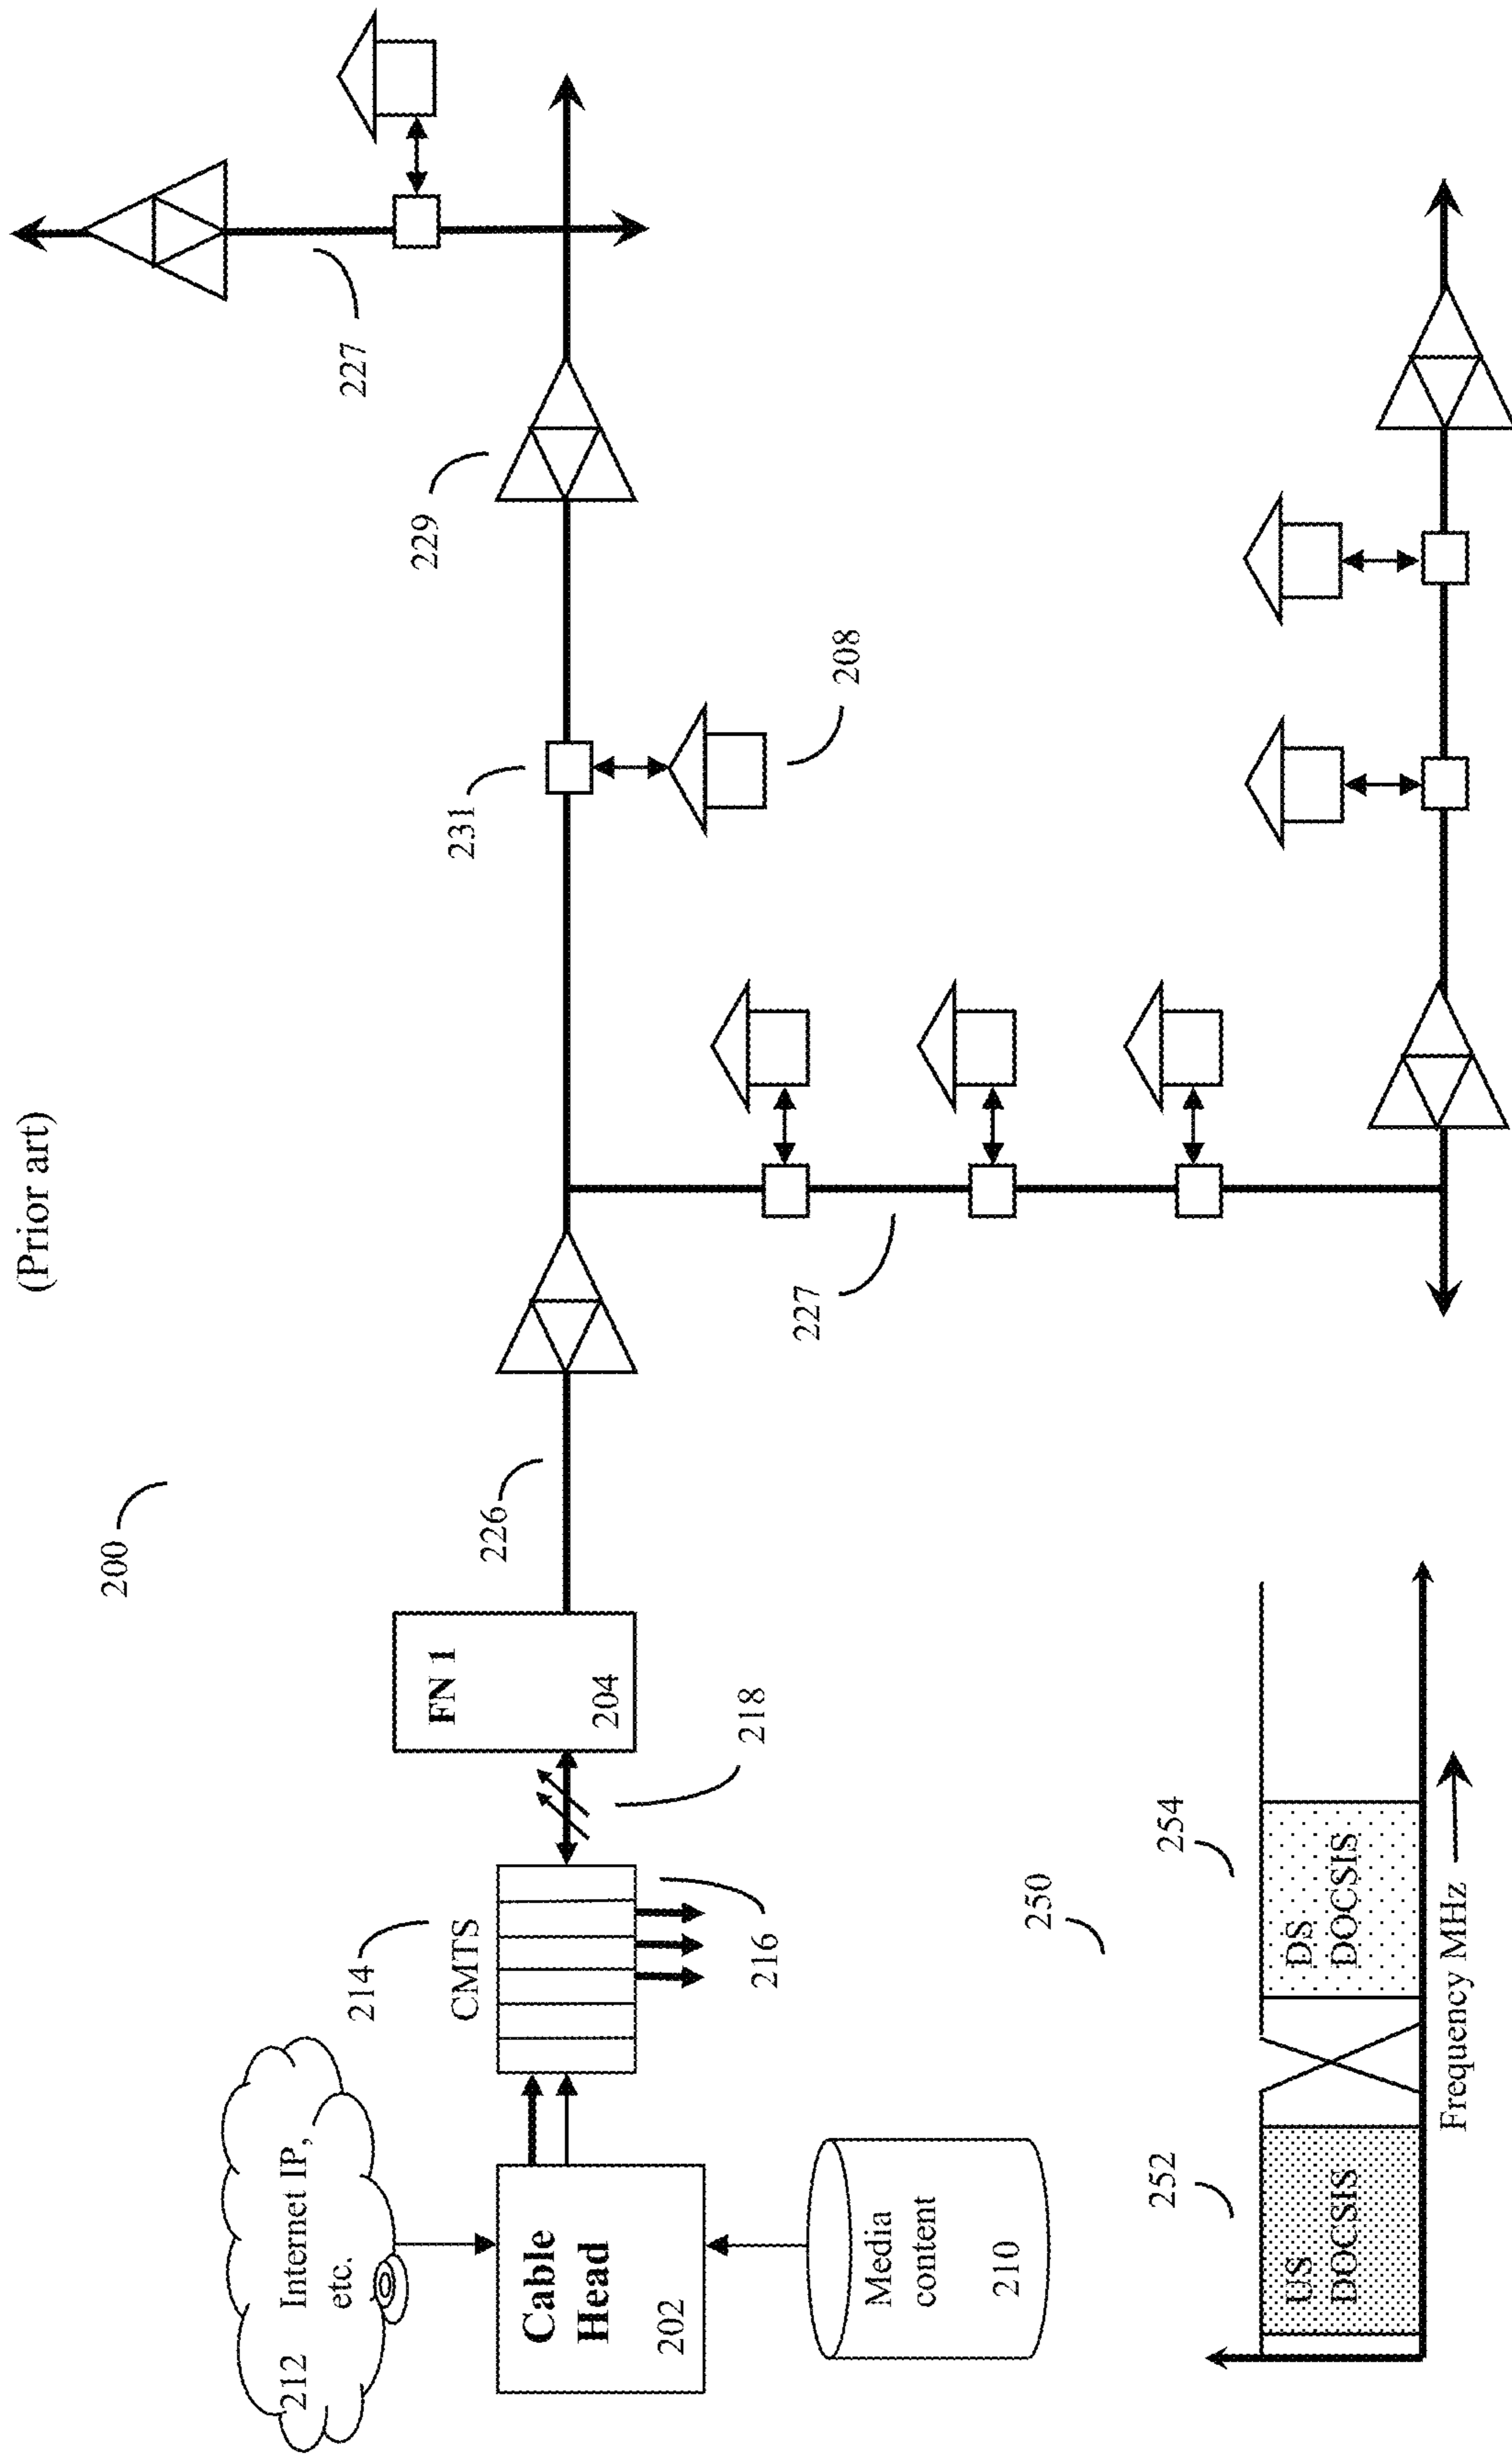 (Prior art)
200
212
Internet IP,
etc.
214
CMTS
Cable
Head
202
216
218
FN 1
204
226
227
231
208
229
227
Media
content
210
250
252
254
US
DOCSIS
DS
DOCSIS
Frequency MHz